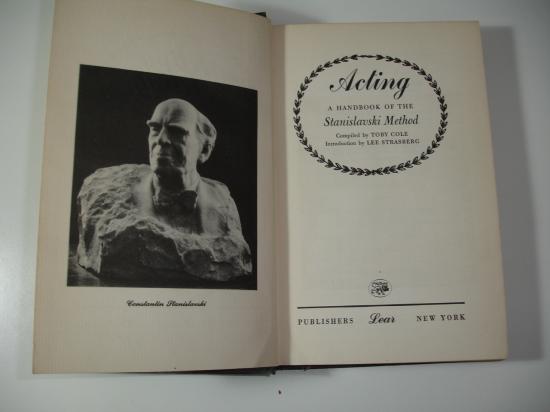 Constantin Stanislavski
Acting
A HANDBOOK OF THE
Stanislavski Method
Compiled by TOBY COLE
Introduction by LEE STRASBERG
PUBLISHERS Lear NEW YORK